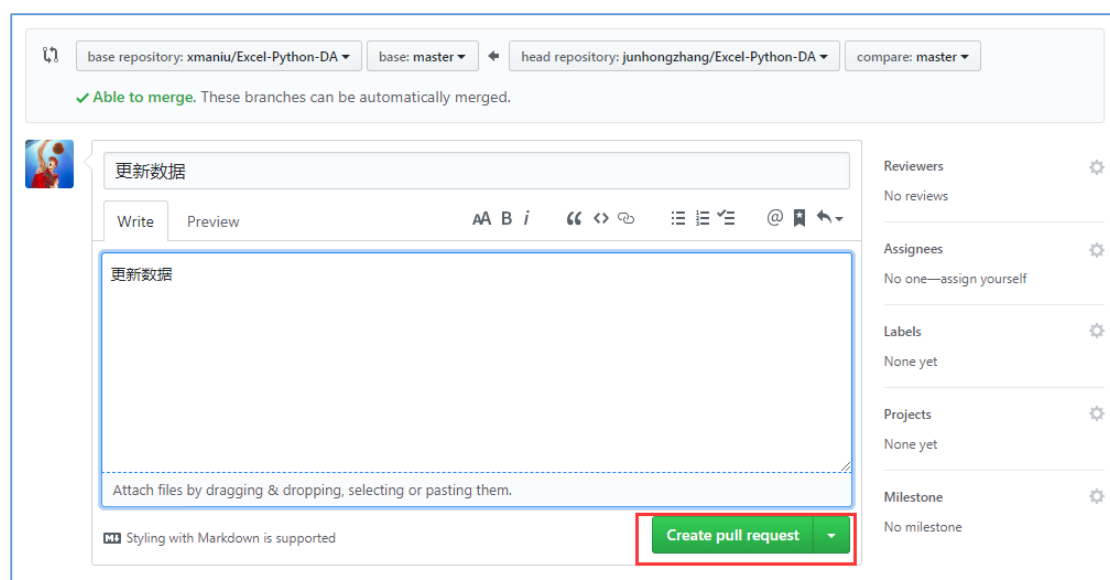 base repository: xmaniu/Excel-Python-DA base: master head repository: junhongzhang/Excel-Python-DA compare: master
Able to merge. These branches can be automatically merged.
更新数据
Write Preview
AA B i
更新数据
Attach files by dragging & dropping, selecting or pasting them.
Styling with Markdown is supported
Create pull request
Reviewers
No reviews
Assignees
No one—assign yourself
Labels
None yet
Projects
None yet
Milestone
No milestone